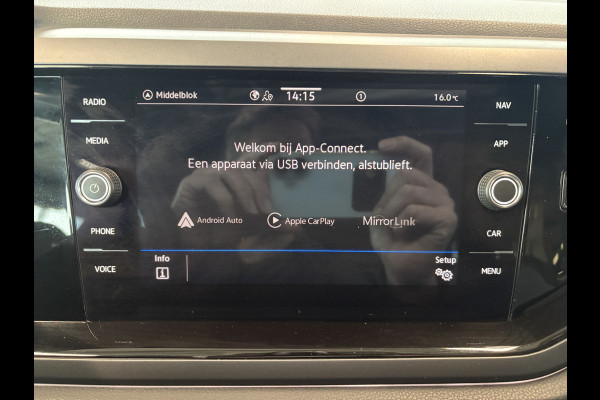 RADIO
MEDIA
PHONE
VOICE
Middelblok
14:15
16.0°C
Welkom bij App-Connect.
Een apparaat via USB verbinden, alstublieft.
Android Auto
Apple CarPlay
MirrorLink
Info
Setup
NAV
APP
CAR
MENU